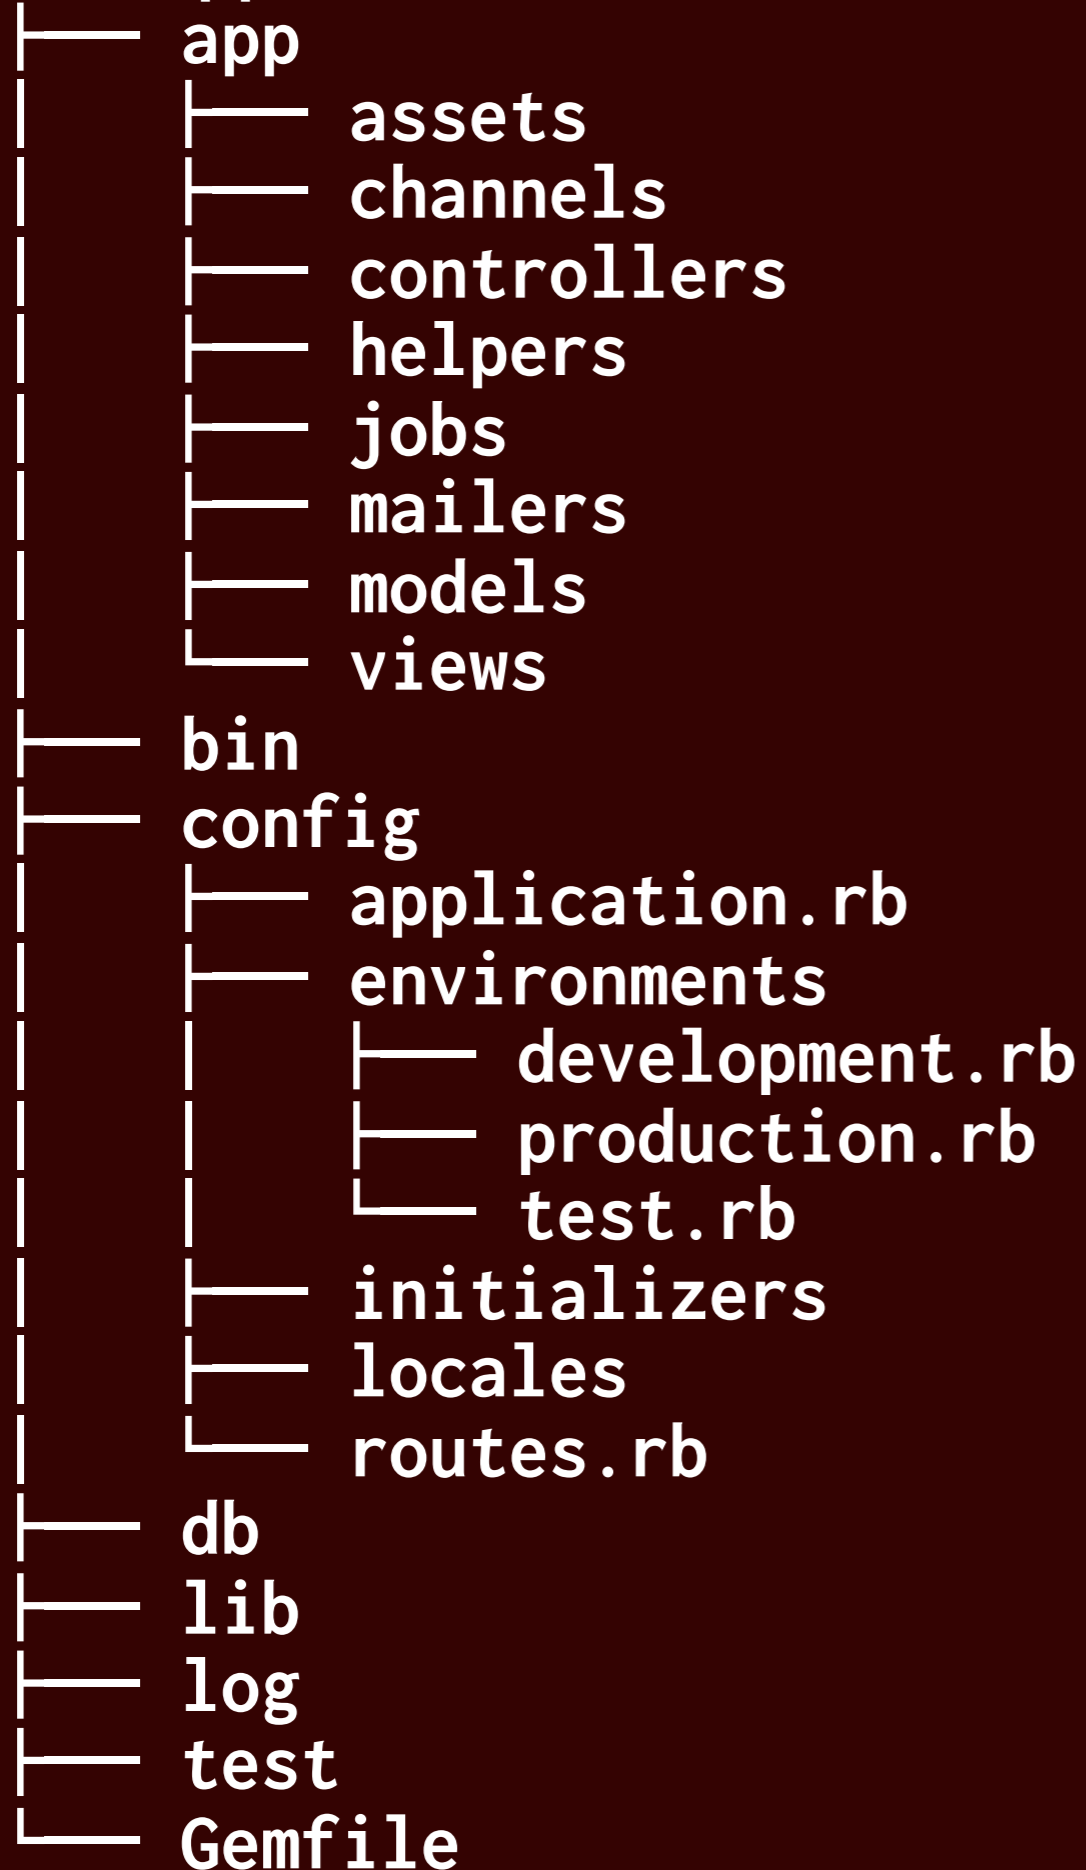 ├── app
│   ├── assets
│   ├── channels
│   ├── controllers
│   ├── helpers
│   ├── jobs
│   ├── mailers
│   ├── models
│   └── views
├── bin
├── config
│   ├── application.rb
│   ├── environments
│   │   ├── development.rb
│   │   ├── production.rb
│   │   └── test.rb
│   ├── initializers
│   ├── locales
│   └── routes.rb
├── db
├── lib
├── log
├── test
└── Gemfile